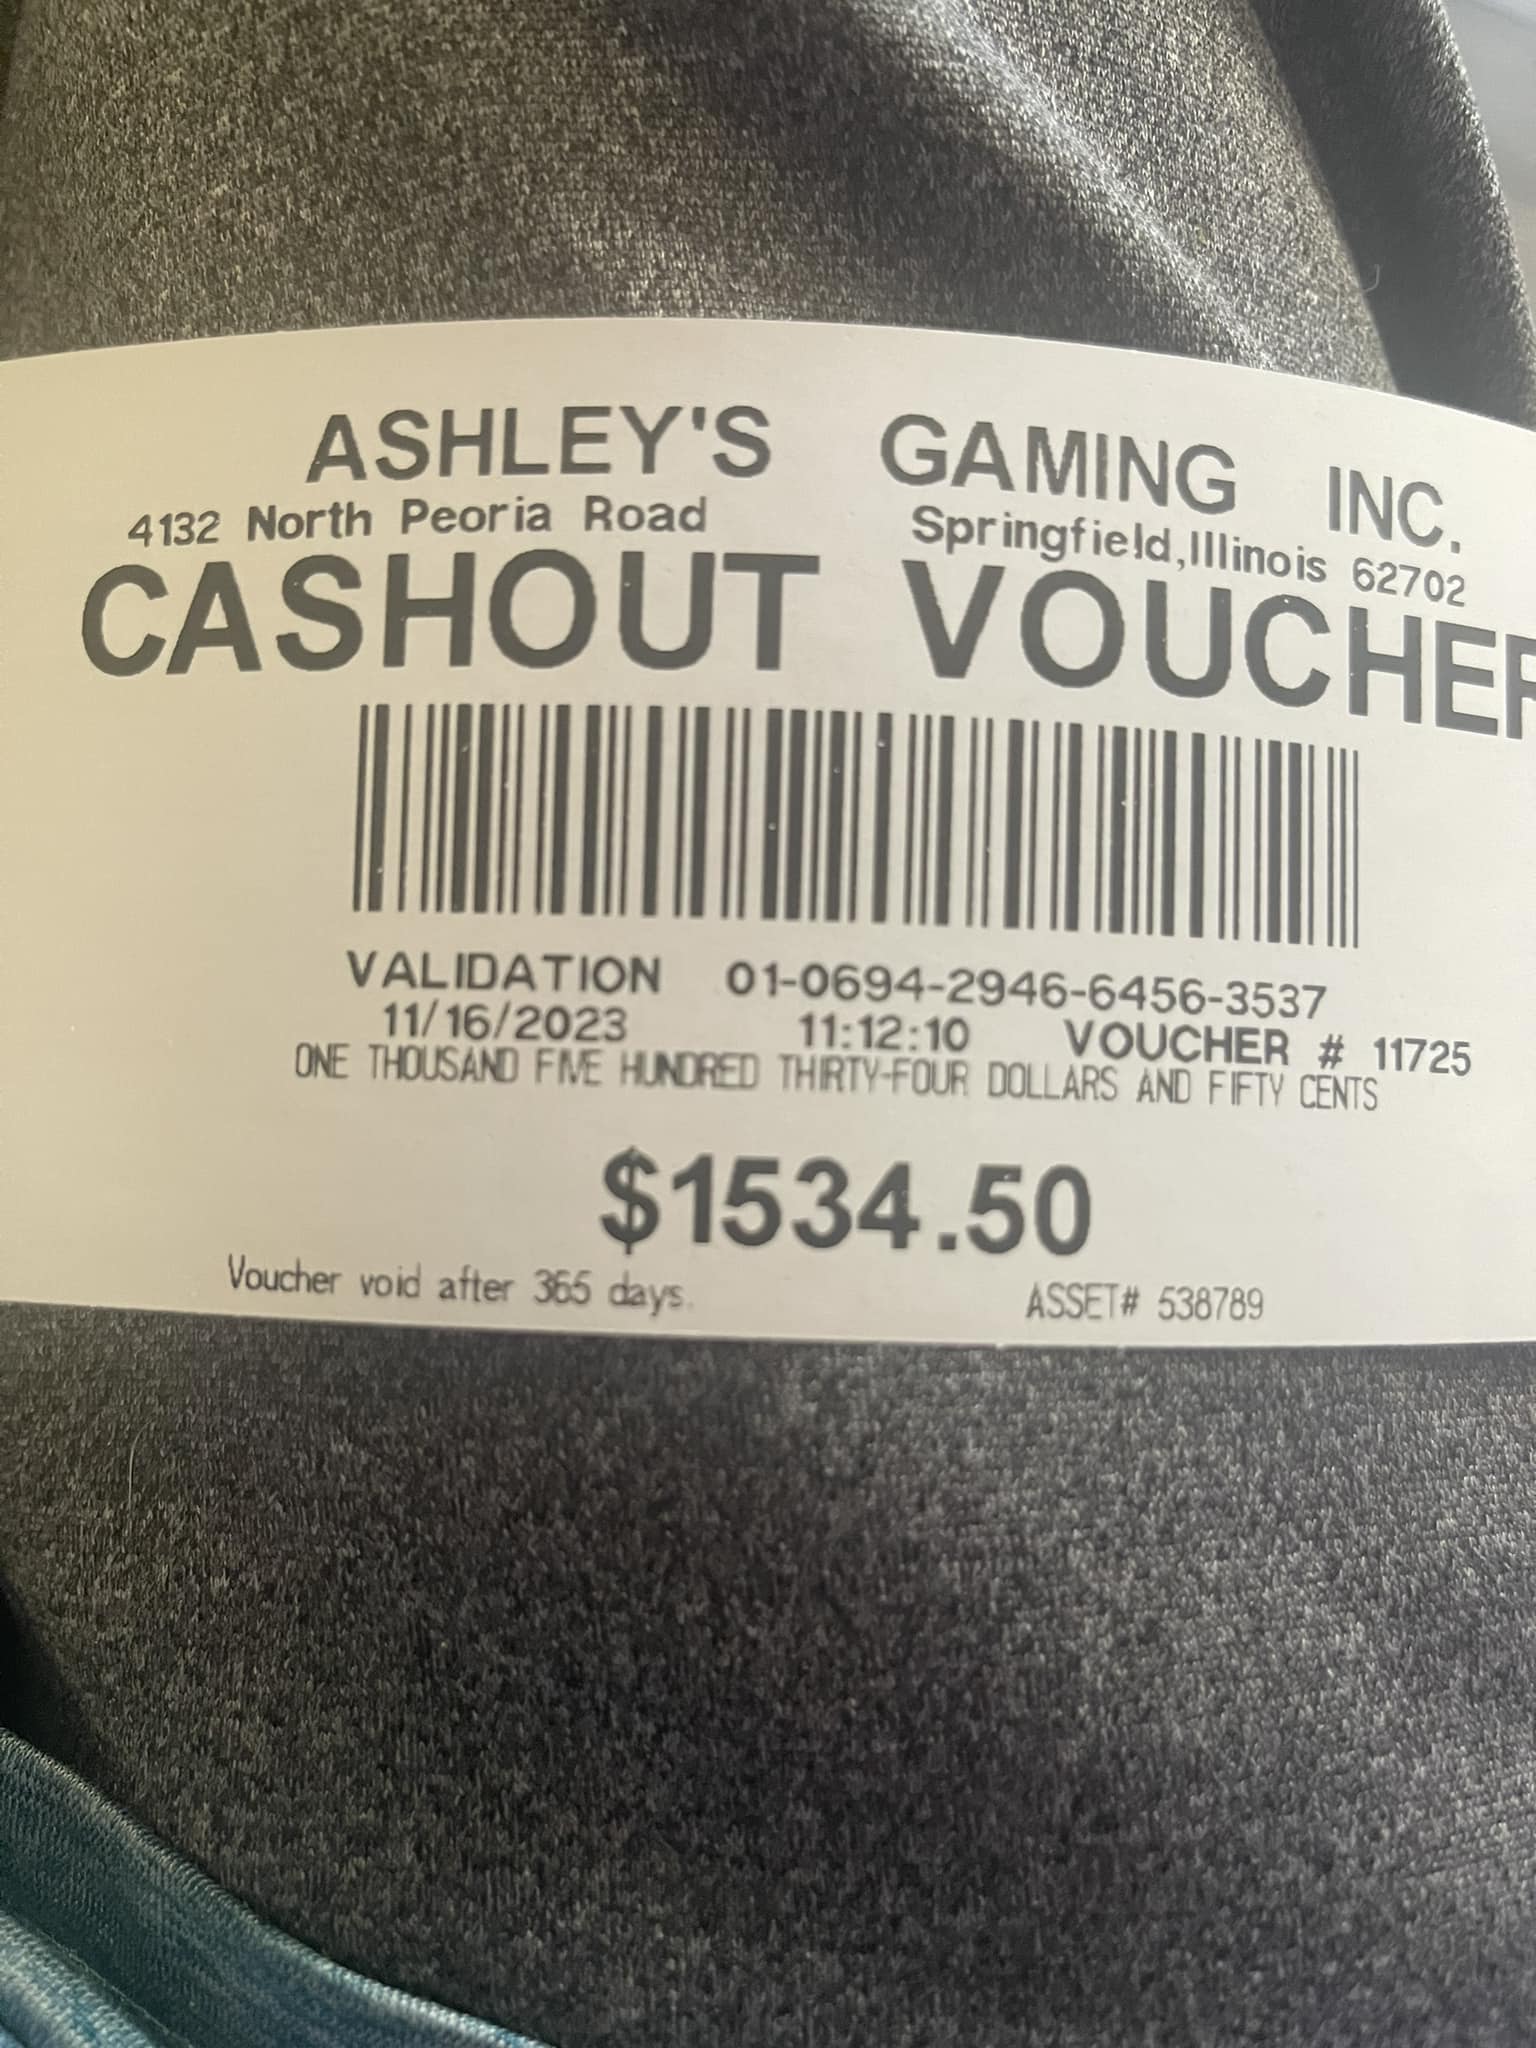 ASHLEY'S GAMING INC.
4132 North Peoria Road Springfield,Illinois 62702
CASHOUT VOUCHER
VALIDATION 01-0694-2946-6456-3537
11/16/2023 11:12:10 VOUCHER # 11725
ONE THOUSAND FIVE HUNDRED THIRTY-FOUR DOLLARS AND FIFTY CENTS
$1534.50
Voucher void after 365 days. ASSET# 538789